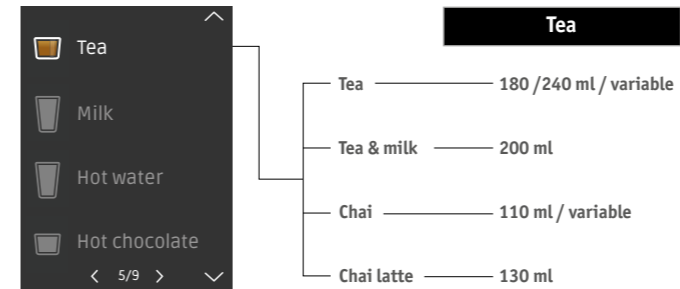 Tea
Milk
Hot water
Hot chocolate
5/9
Tea
Tea 180 /240 ml / variable
Tea & milk 200 ml
Chai 110 ml / variable
Chai latte 130 ml